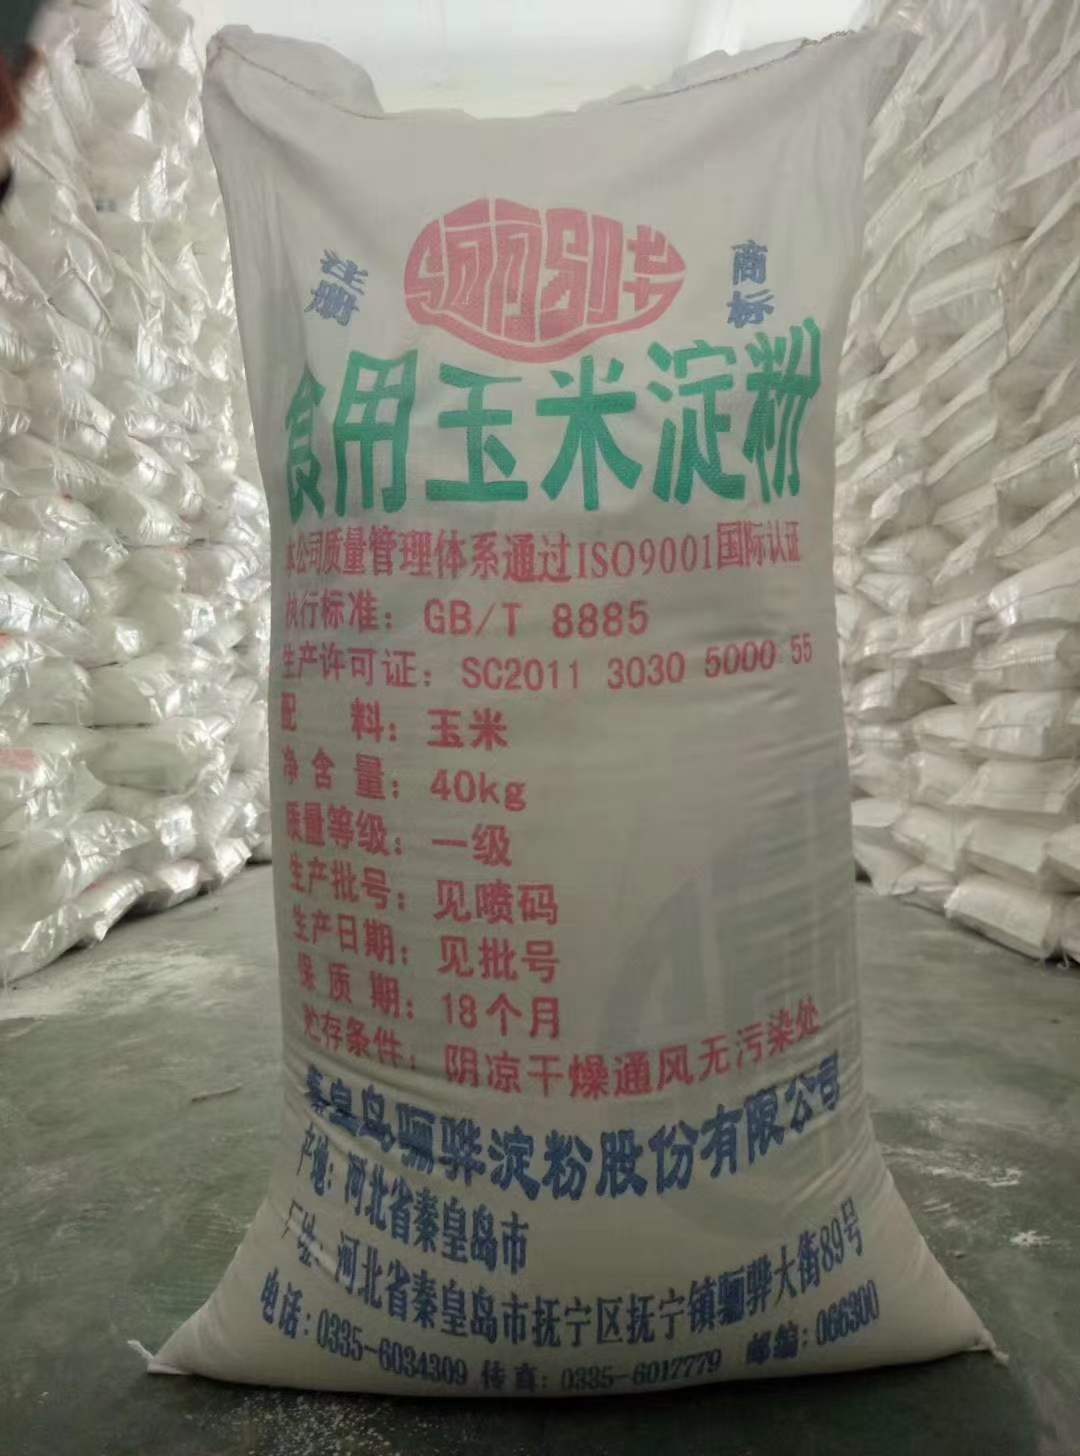 注册
骊骅
商标
食用玉米淀粉
本公司质量管理体系通过ISO9001国际认证
执行标准：GB/T 8885
生产许可证：SC2011 3030 5000 55
配 料：玉米
净含量：40kg
质量等级：一级
生产批号：见喷码
生产日期：见批号
保质期：18个月
贮存条件：阴凉干燥通风无污染处
秦皇岛骊骅淀粉股份有限公司
产地：河北省秦皇岛市
厂址：河北省秦皇岛市抚宁区抚宁镇骊骅大街89号
电话：0335-6034309 传真：0335-6017779 邮编：066300